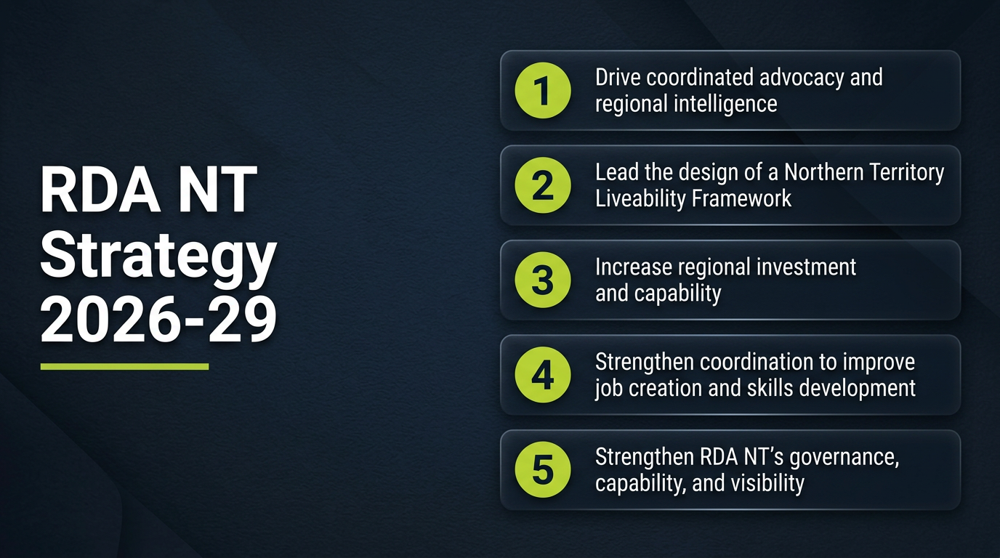 RDA NT
Strategy
2026-29
1
Drive coordinated advocacy and
regional intelligence
2
Lead the design of a Northern Territory
Liveability Framework
3
Increase regional investment
and capability
4
Strengthen coordination to improve
job creation and skills development
5
Strengthen RDA NT’s governance,
capability, and visibility